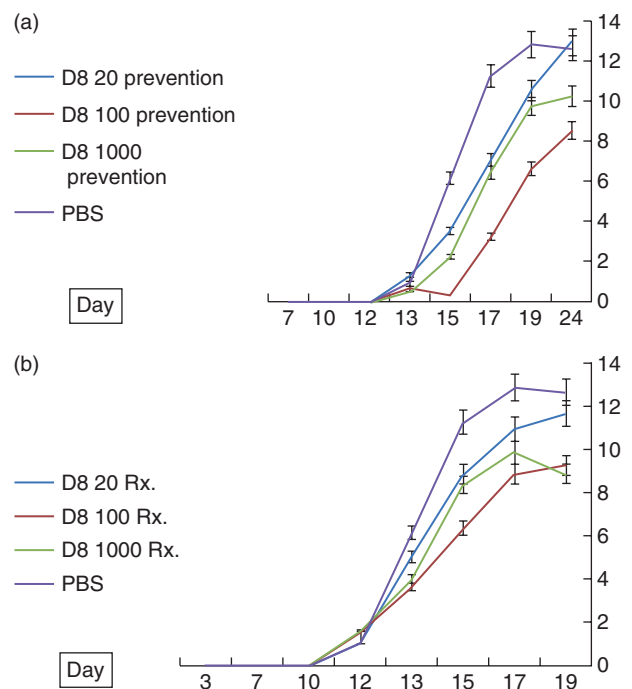 (a)
D8 20 prevention
D8 100 prevention
D8 1000
prevention
PBS
14
12
10
8
6
4
2
0
Day
7 10 12 13 15 17 19 24
(b)
D8 20 Rx.
D8 100 Rx.
D8 1000 Rx.
PBS
14
12
10
8
6
4
2
0
Day
3 7 10 12 13 15 17 19